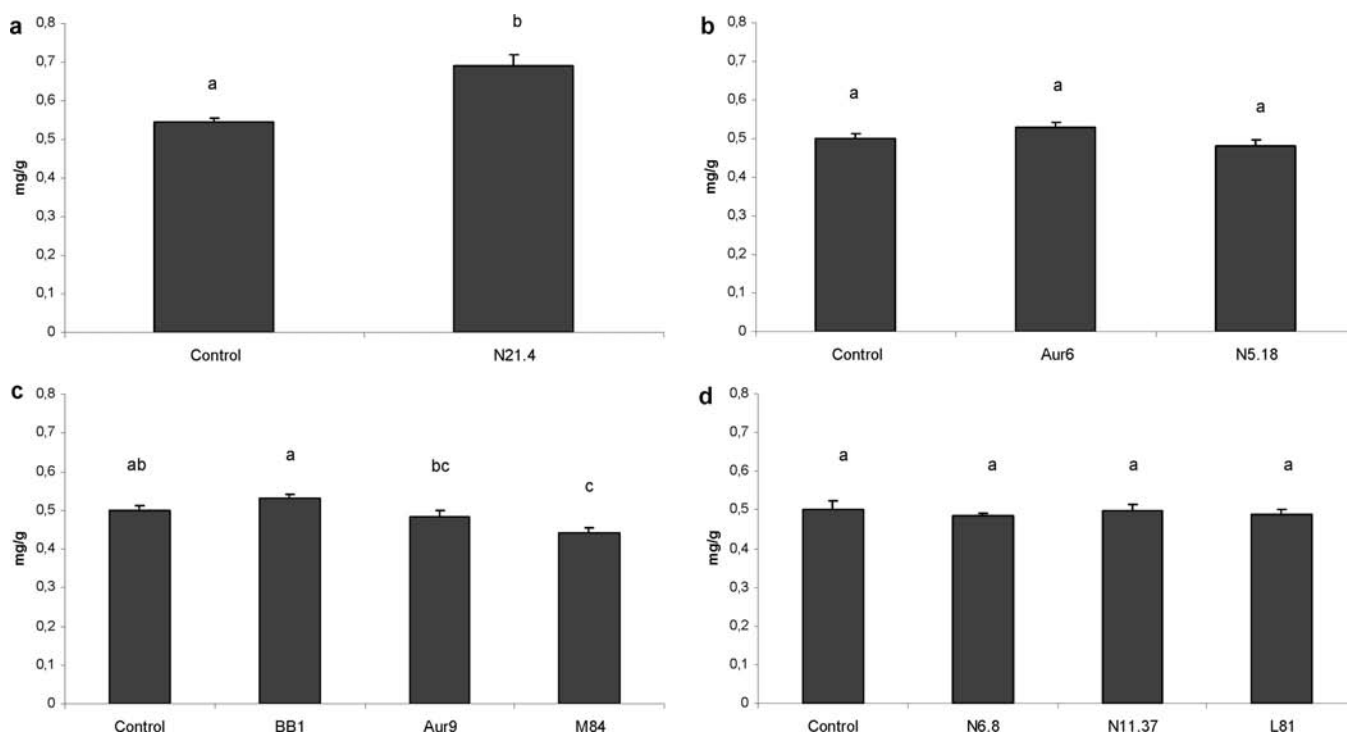 a
0,8
0,7
0,6
0,5
0,4
0,3
0,2
0,1
0
mg/g
a
b
Control
N21.4
b
0,8
0,7
0,6
0,5
0,4
0,3
0,2
0,1
0
mg/g
a
a
a
Control
Aur6
N5.18
c
0,8
0,7
0,6
0,5
0,4
0,3
0,2
0,1
0
mg/g
ab
a
bc
c
Control
BB1
Aur9
M84
d
0,8
0,7
0,6
0,5
0,4
0,3
0,2
0,1
0
mg/g
a
a
a
a
Control
N6.8
N11.37
L81